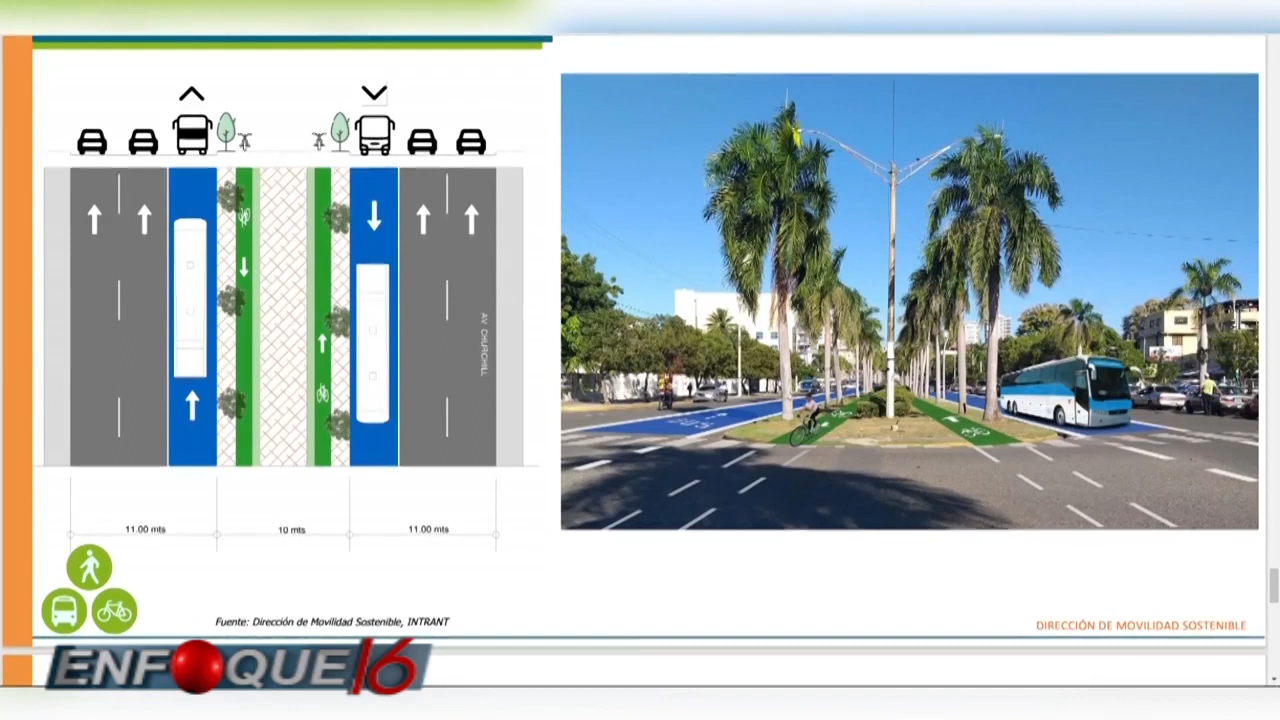 AV CHURCHILL
11.00 mts
10 mts
11.00 mts
Fuente: Dirección de Movilidad Sostenible, INTRANT
DIRECCIÓN DE MOVILIDAD SOSTENIBLE
ENFOQUE 16